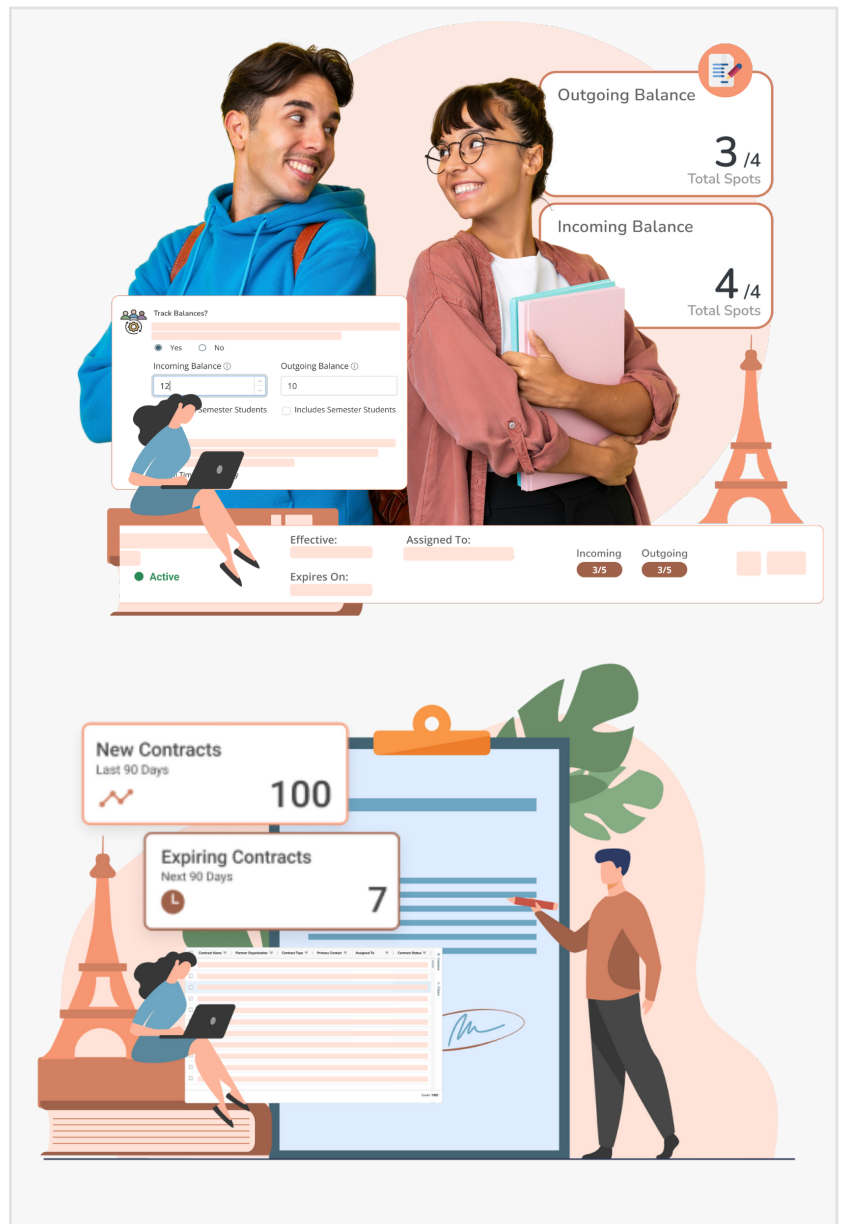 Outgoing Balance
3 /4
Total Spots
Incoming Balance
4 /4
Total Spots
Track Balances?
Yes No
Incoming Balance Outgoing Balance
12 10
Semester Students Includes Semester Students
Effective: Assigned To:
Incoming Outgoing
3/5 3/5
Active
Expires On:
New Contracts
Last 90 Days
100
Expiring Contracts
Next 90 Days
7
Contract Name Partner Organisation Contract Type Primary Contact Assigned To Contract Status
Filters